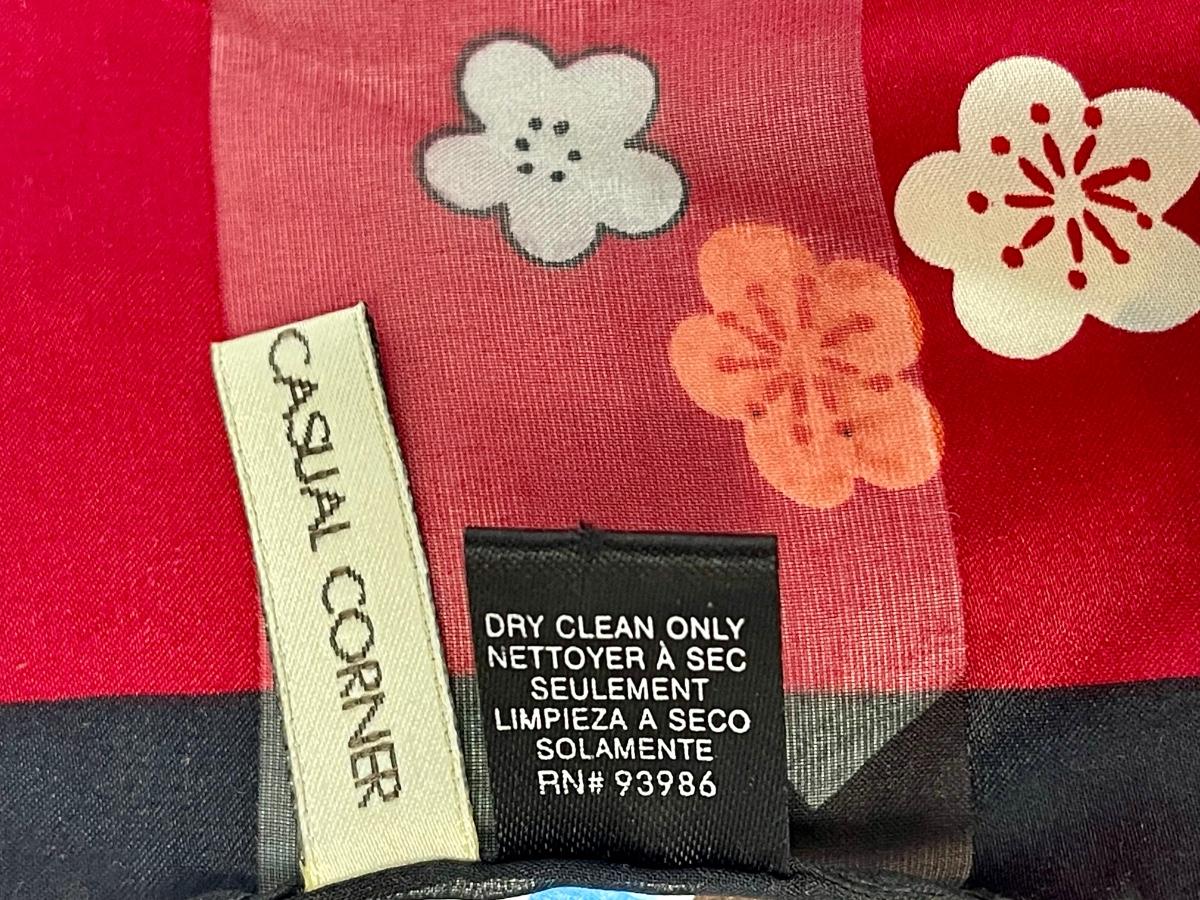 CASUAL CORNER
DRY CLEAN ONLY
NETTOYER À SEC
SEULEMENT
LIMPIEZA A SECO
SOLAMENTE
RN# 93986